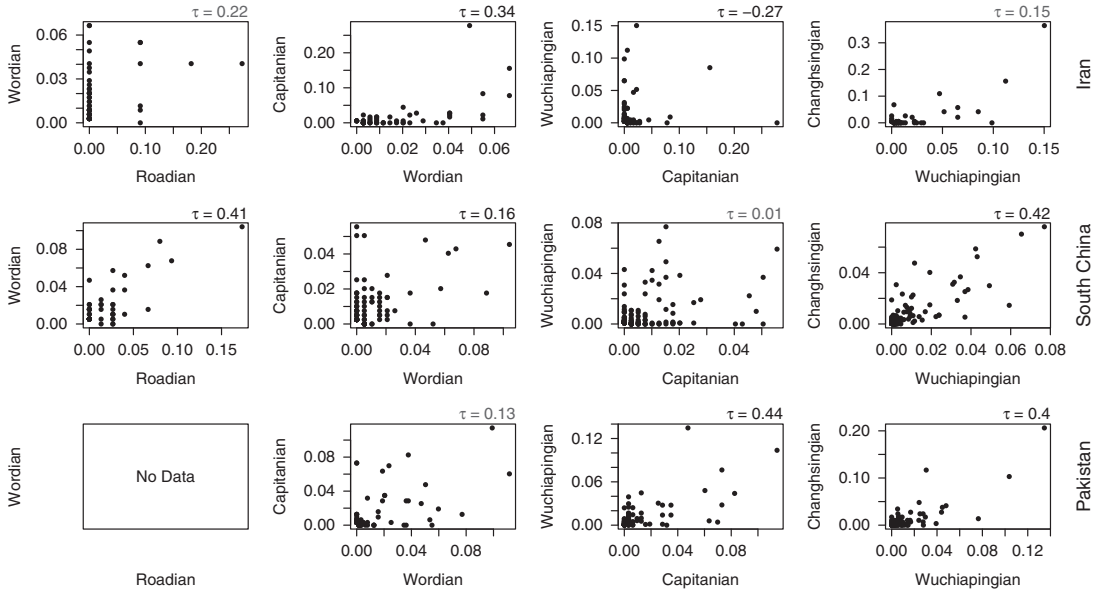 τ = 0.22
Wordian
0.06
0.03
0.00
0.00
0.10
0.20
Roadian
τ = 0.34
Capitanian
0.20
0.10
0.00
0.00
0.02
0.04
0.06
Wordian
τ = −0.27
Wuchiapingian
0.15
0.10
0.05
0.00
0.00
0.10
0.20
Capitanian
τ = 0.15
Changhsingian
0.3
0.2
0.1
0.0
0.00
0.05
0.10
0.15
Wuchiapingian
Iran
τ = 0.41
Wordian
0.08
0.04
0.00
0.00
0.05
0.10
0.15
Roadian
τ = 0.16
Capitanian
0.04
0.02
0.00
0.00
0.04
0.08
Wordian
τ = 0.01
Wuchiapingian
0.08
0.04
0.00
0.00
0.02
0.04
Capitanian
τ = 0.42
Changhsingian
0.04
0.00
0.00
0.02
0.04
0.06
0.08
Wuchiapingian
South China
Wordian
No Data
Roadian
τ = 0.13
Capitanian
0.08
0.04
0.00
0.00
0.04
0.08
Wordian
τ = 0.44
Wuchiapingian
0.12
0.06
0.00
0.00
0.04
0.08
Capitanian
τ = 0.4
Changhsingian
0.20
0.10
0.00
0.00
0.04
0.08
0.12
Wuchiapingian
Pakistan